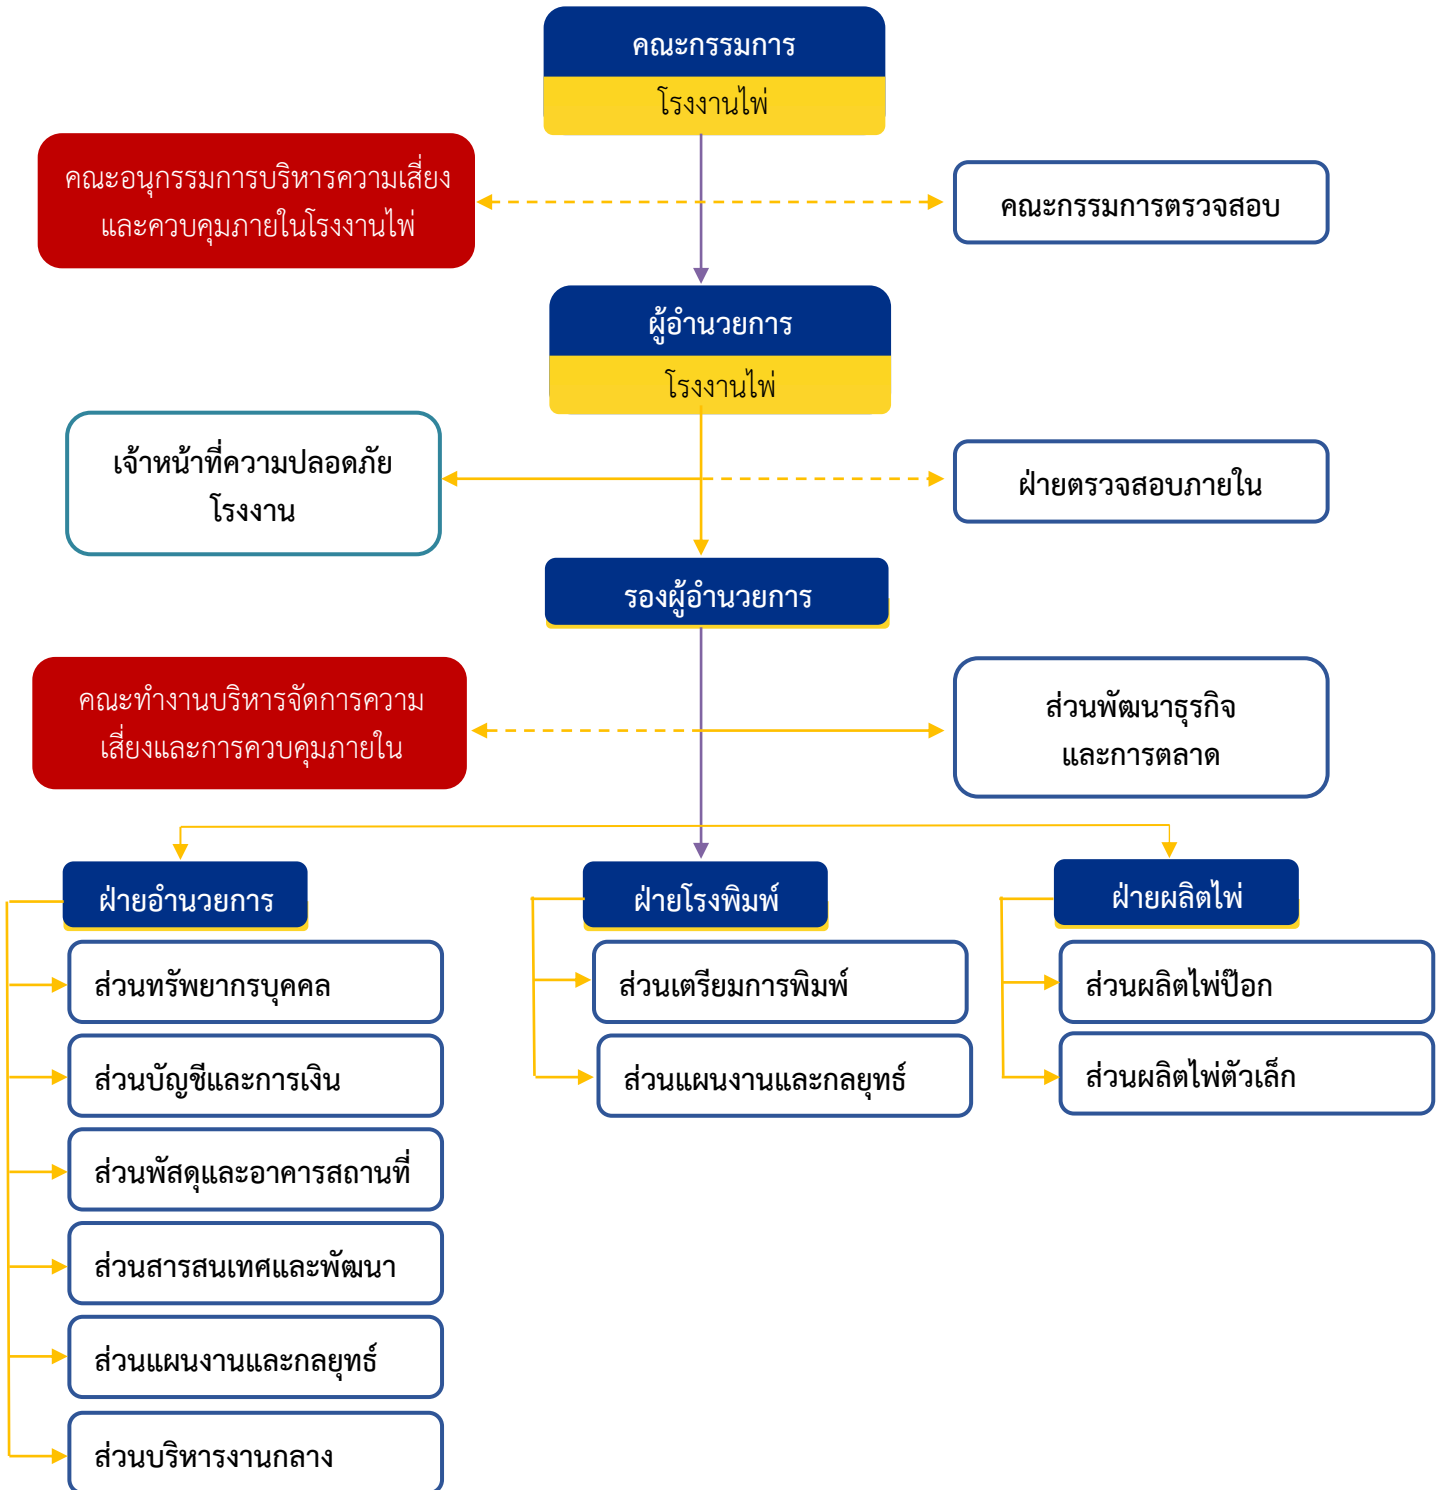 คณะกรรมการ
โรงงานไพ่
คณะอนุกรรมการบริหารความเสี่ยง
และควบคุมภายในโรงงานไพ่
คณะกรรมการตรวจสอบ
ผู้อำนวยการ
โรงงานไพ่
เจ้าหน้าที่ความปลอดภัย
โรงงาน
ฝ่ายตรวจสอบภายใน
รองผู้อำนวยการ
คณะทำงานบริหารจัดการความ
เสี่ยงและการควบคุมภายใน
ส่วนพัฒนาธุรกิจ
และการตลาด
ฝ่ายอำนวยการ
ส่วนทรัพยากรบุคคล
ส่วนบัญชีและการเงิน
ส่วนพัสดุและอาคารสถานที่
ส่วนสารสนเทศและพัฒนา
ส่วนแผนงานและกลยุทธ์
ส่วนบริหารงานกลาง
ฝ่ายโรงพิมพ์
ส่วนเตรียมการพิมพ์
ส่วนแผนงานและกลยุทธ์
ฝ่ายผลิตไพ่
ส่วนผลิตไพ่ป๊อก
ส่วนผลิตไพ่ตัวเล็ก